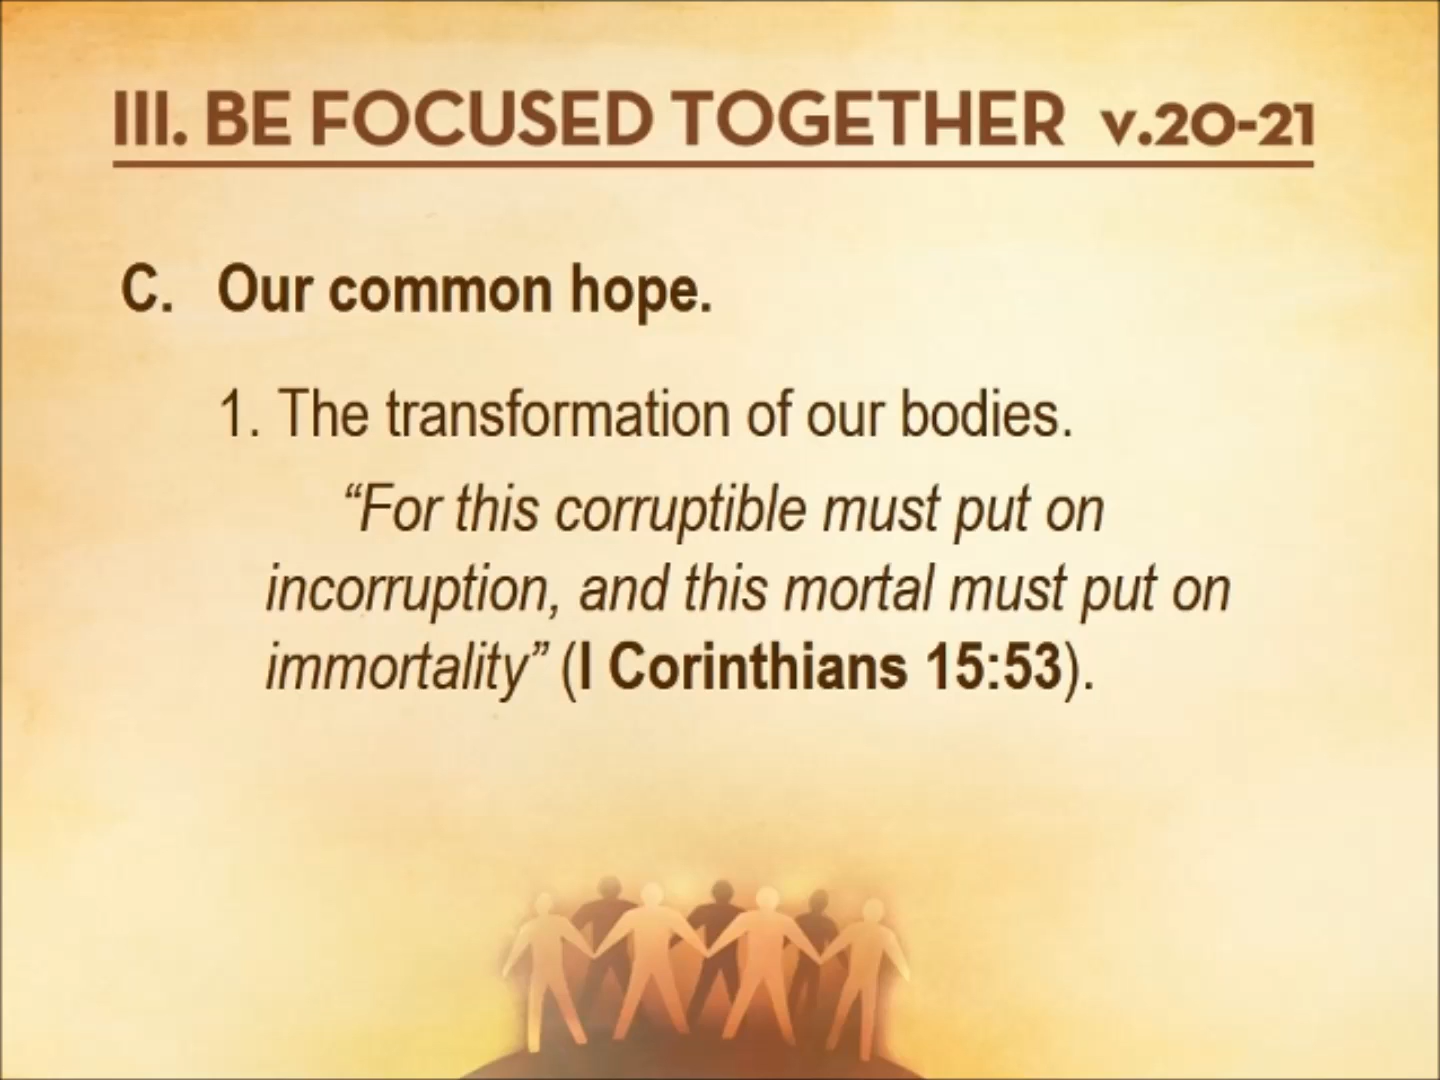 III. BE FOCUSED TOGETHER v.20-21
C. Our common hope.
1. The transformation of our bodies.
“For this corruptible must put on
incorruption, and this mortal must put on
immortality” (I Corinthians 15:53).